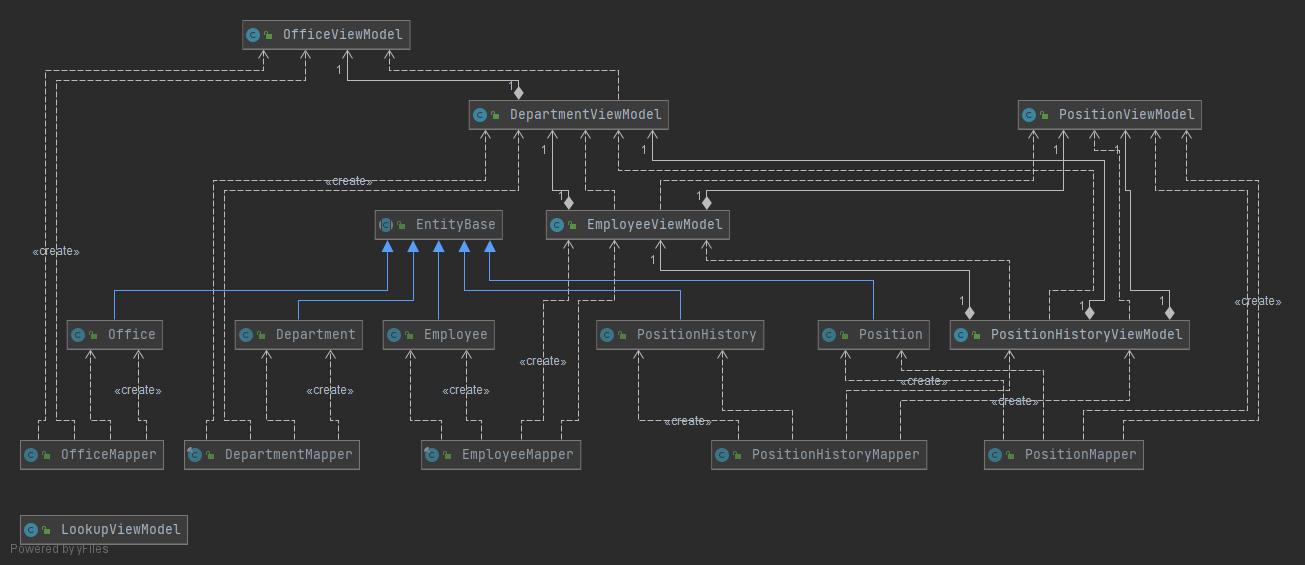 OfficeViewModel
1
1
DepartmentViewModel
PositionViewModel
1
1
1
1
«create»
1
1
EntityBase
EmployeeViewModel
«create»
1
1
1
1
«create»
Office
Department
Employee
PositionHistory
Position
PositionHistoryViewModel
«create»
«create»
«create»
«create»
«create»
«create»
«create»
OfficeMapper
DepartmentMapper
EmployeeMapper
PositionHistoryMapper
PositionMapper
LookupViewModel
Powered by yFiles